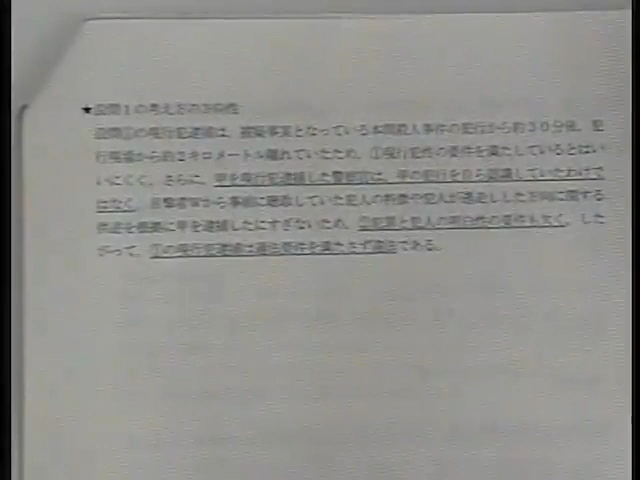 ★設問1の考え方の方向性
設問①の現行犯逮捕は、被疑事実となっている本問殺人事件の犯行から約30分後、犯
行現場から約2キロメートル離れていたため、①現行犯性の要件を満たしているとはい
いにくく、さらに、甲を現行犯逮捕した警察官は、甲の犯行を自ら認識していたわけで
はなく、目撃者Wから事前に聴取していた犯人の特徴や犯人が逃走した方向に関する
供述を根拠に甲を逮捕したにすぎないため、②犯罪と犯人の明白性の要件も欠く。した
がって、①の現行犯逮捕は適法要件を満たさず違法である。